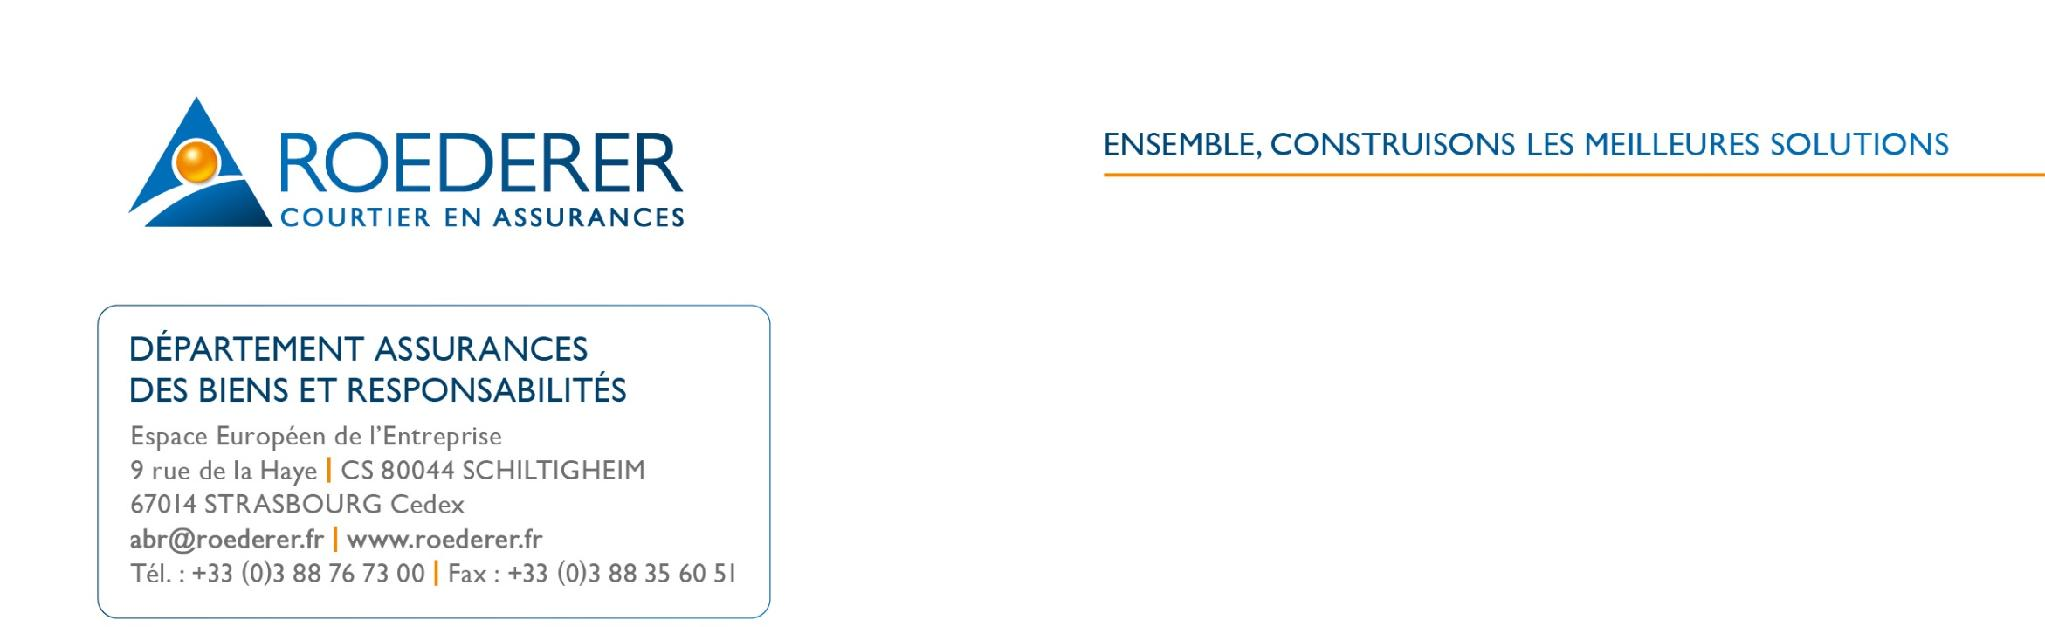 ROEDERER
COURTIER EN ASSURANCES
ENSEMBLE, CONSTRUISONS LES MEILLEURES SOLUTIONS
DÉPARTEMENT ASSURANCES
DES BIENS ET RESPONSABILITÉS
Espace Européen de l'Entreprise
9 rue de la Haye | CS 80044 SCHILTIGHEIM
67014 STRASBOURG Cedex
abr@roederer.fr | www.roederer.fr
Tél. : +33 (0)3 88 76 73 00 | Fax : +33 (0)3 88 35 60 51